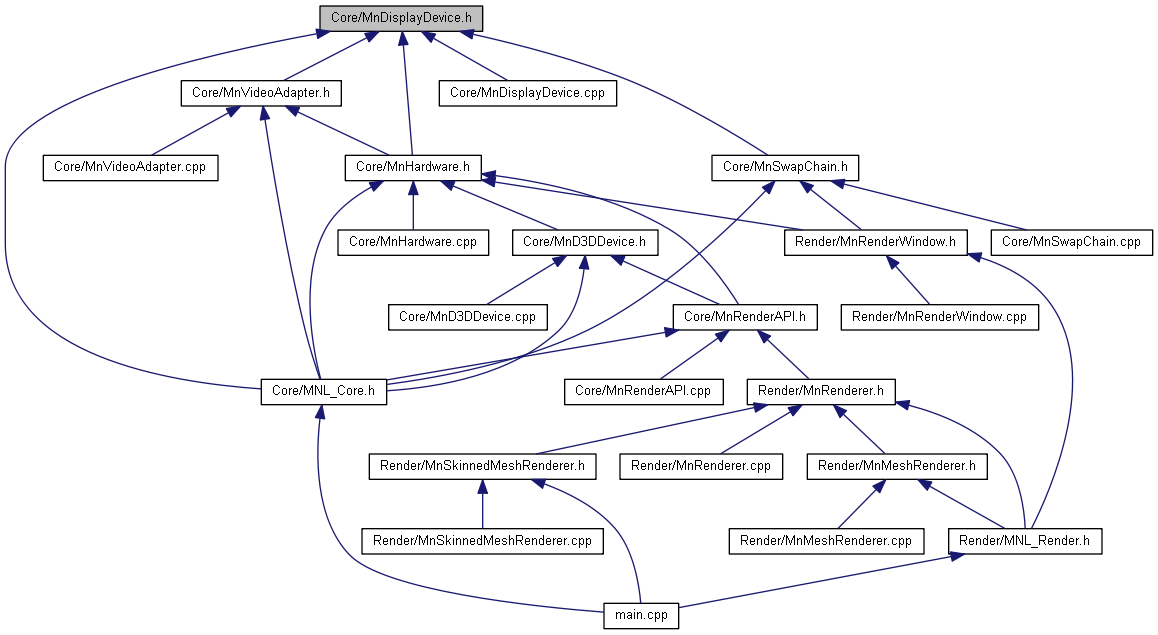 Core/MnDisplayDevice.h
Core/MnVideoAdapter.h
Core/MnDisplayDevice.cpp
Core/MnVideoAdapter.cpp
Core/MnHardware.h
Core/MnSwapChain.h
Core/MnHardware.cpp
Core/MnD3DDevice.h
Render/MnRenderWindow.h
Core/MnSwapChain.cpp
Core/MnD3DDevice.cpp
Core/MnRenderAPI.h
Render/MnRenderWindow.cpp
Core/MNL_Core.h
Core/MnRenderAPI.cpp
Render/MnRenderer.h
Render/MnSkinnedMeshRenderer.h
Render/MnRenderer.cpp
Render/MnMeshRenderer.h
Render/MnSkinnedMeshRenderer.cpp
Render/MnMeshRenderer.cpp
Render/MNL_Render.h
main.cpp